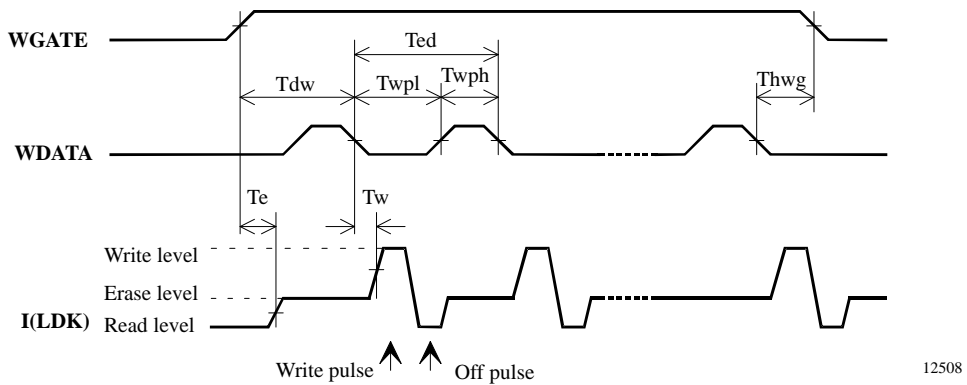 WGATE
Ted
Tdw
Twpl
Twph
Thwg
WDATA
Te
Tw
Write level
Erase level
I(LDK)
Read level
Write pulse
Off pulse
12508